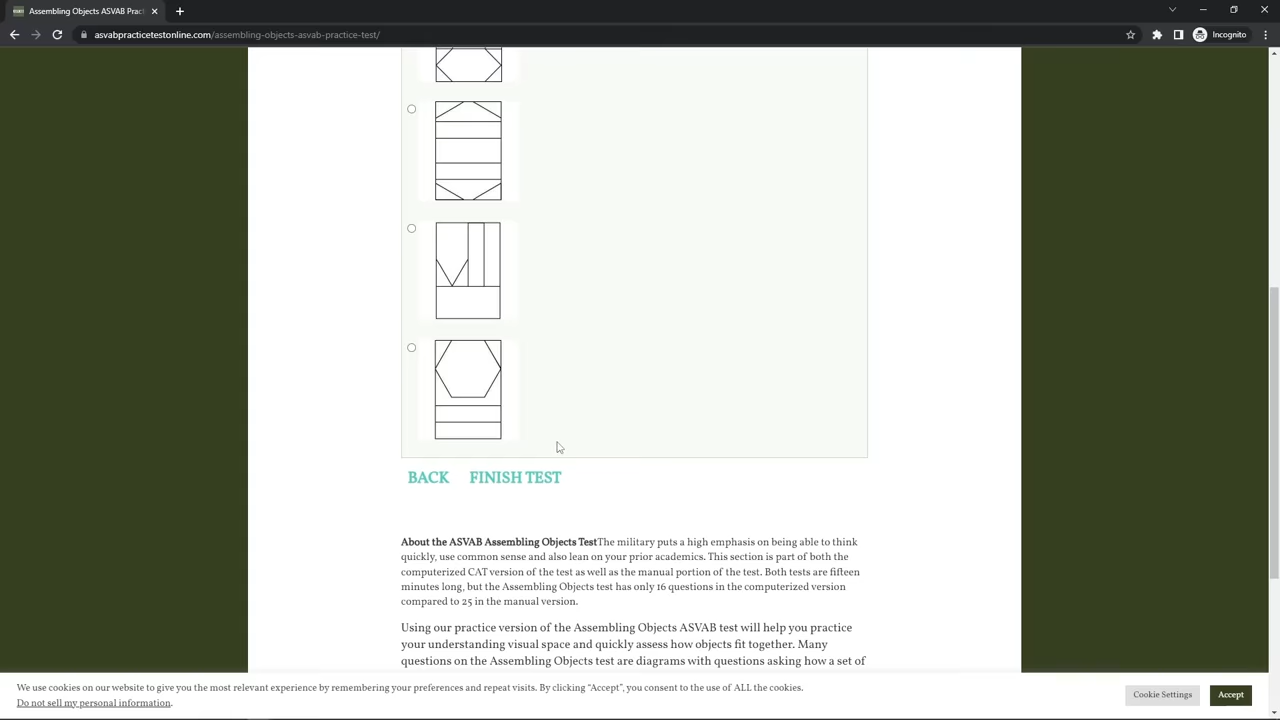 Assembling Objects ASVAB Prac
asvabpracticetestonline.com/assembling-objects-asvab-practice-test/
Incognito
BACK FINISH TEST
About the ASVAB Assembling Objects TestThe military puts a high emphasis on being able to think
quickly, use common sense and also lean on your prior academics. This section is part of both the
computerized CAT version of the test as well as the manual portion of the test. Both tests are fifteen
minutes long, but the Assembling Objects test has only 16 questions in the computerized version
compared to 25 in the manual version.
Using our practice version of the Assembling Objects ASVAB test will help you practice
your understanding visual space and quickly assess how objects fit together. Many
questions on the Assembling Objects test are diagrams with questions asking how a set of
We use cookies on our website to give you the most relevant experience by remembering your preferences and repeat visits. By clicking “Accept”, you consent to the use of ALL the cookies.
Do not sell my personal information.
Cookie Settings
Accept